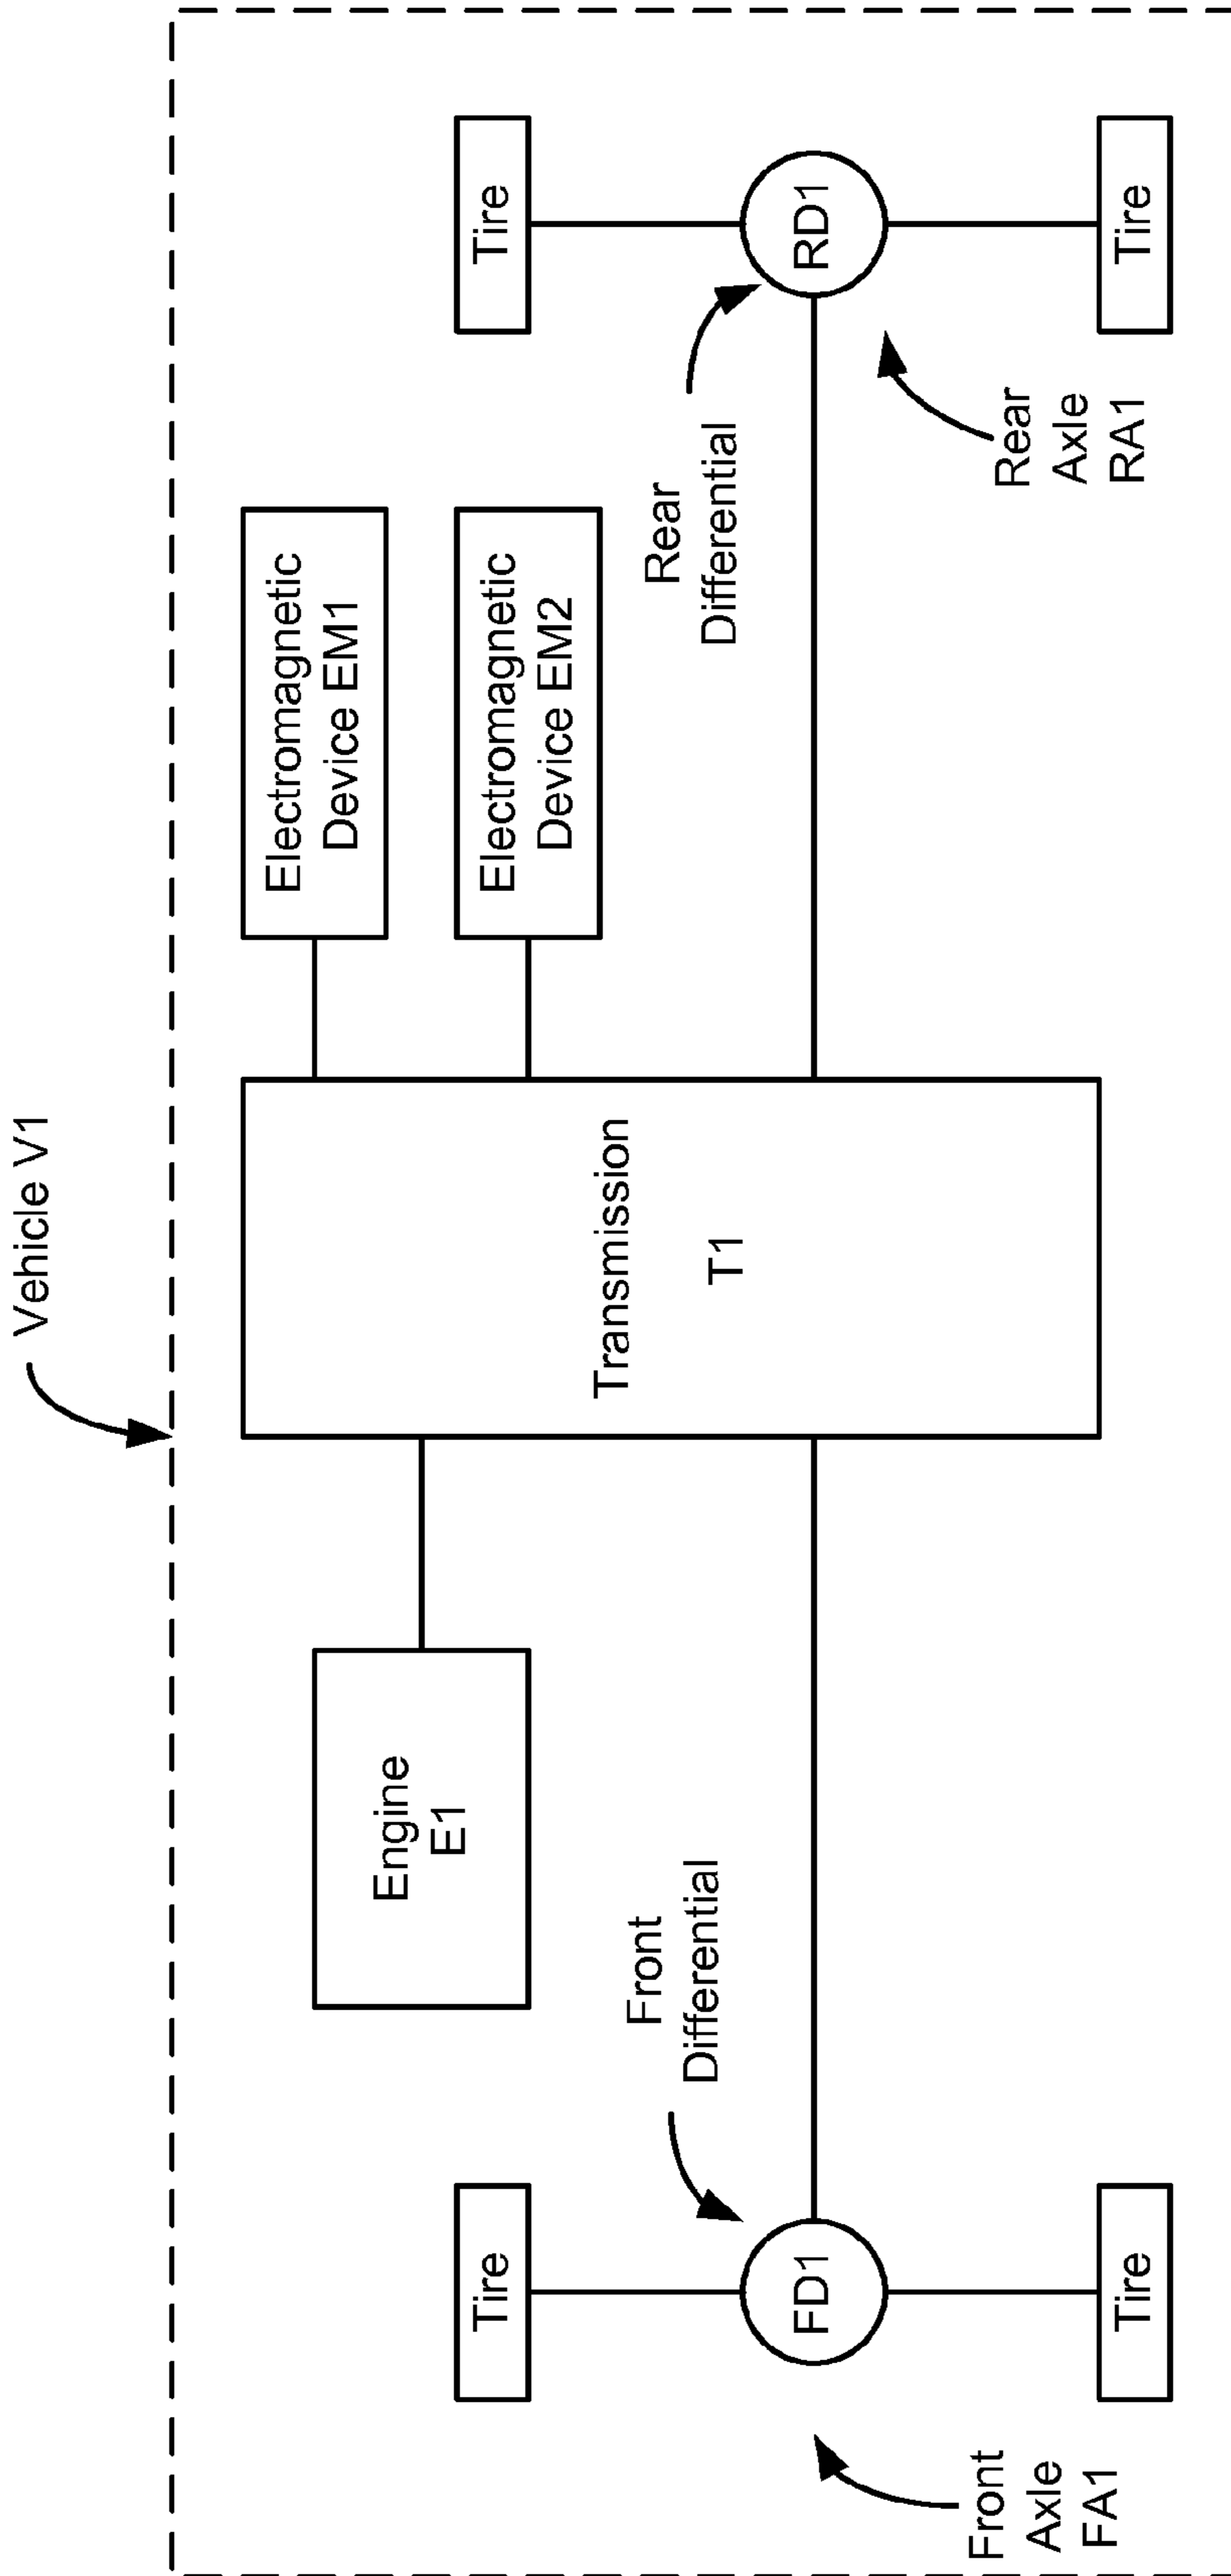 Vehicle V1
Tire
Tire
Front
Axle
FA1
FD1
Front
Differential
Engine
E1
Transmission
T1
Electromagnetic
Device EM1
Electromagnetic
Device EM2
Rear
Differential
Tire
RD1
Rear
Axle
RA1
Tire